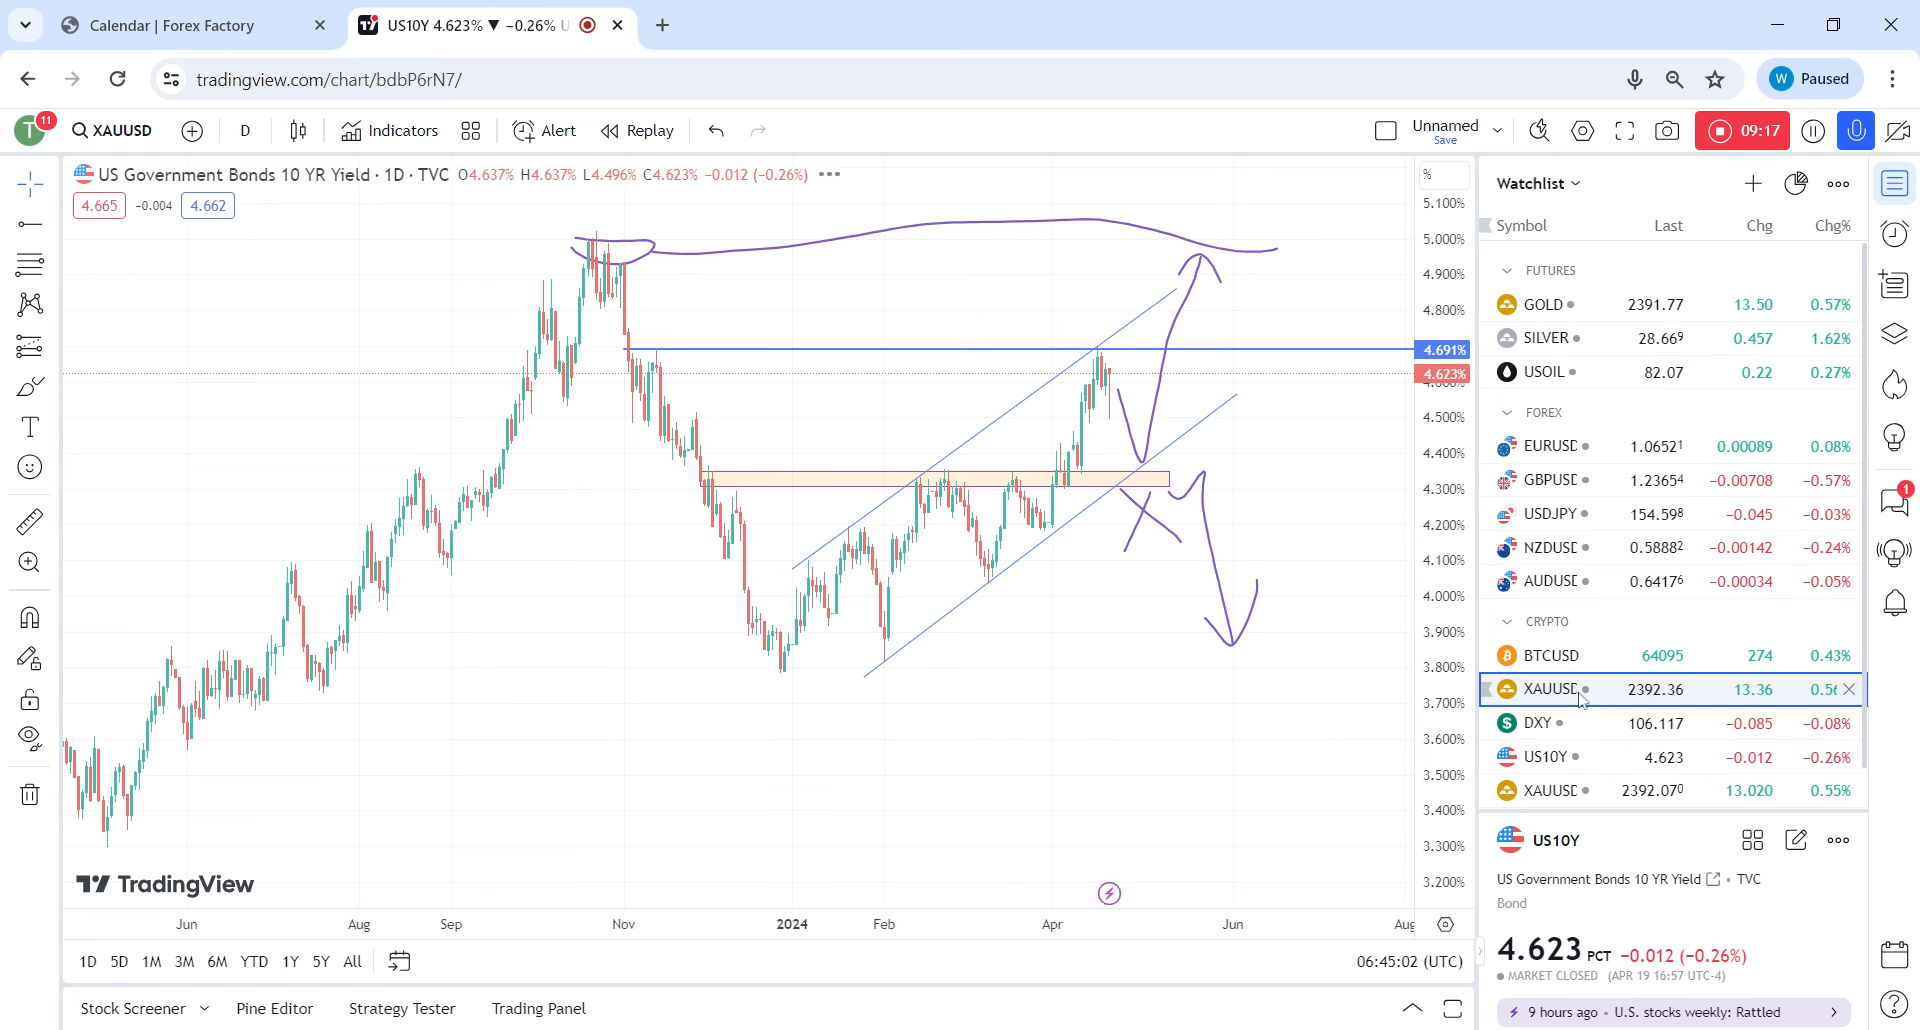 Calendar | Forex Factory
US10Y 4.623% ▼ −0.26% U
tradingview.com/chart/bdbP6rN7/
W Paused
T 11
XAUUSD
D
Indicators
Alert
Replay
Unnamed
Save
09:17
US Government Bonds 10 YR Yield · 1D · TVC O4.637% H4.637% L4.496% C4.623% −0.012 (−0.26%)
4.665 -0.004 4.662
%
5.100%
5.000%
4.900%
4.800%
4.691%
4.623%
4.600%
4.500%
4.400%
4.300%
4.200%
4.100%
4.000%
3.900%
3.800%
3.700%
3.600%
3.500%
3.400%
3.300%
3.200%
TradingView
Jun Aug Sep Nov 2024 Feb Apr Jun Aug
1D 5D 1M 3M 6M YTD 1Y 5Y All
06:45:02 (UTC)
Stock Screener Pine Editor Strategy Tester Trading Panel
Watchlist
Symbol Last Chg Chg%
FUTURES
GOLD 2391.77 13.50 0.57%
SILVER 28.669 0.457 1.62%
USOIL 82.07 0.22 0.27%
FOREX
EURUSD 1.06521 0.00089 0.08%
GBPUSD 1.23654 −0.00708 −0.57%
USDJPY 154.598 −0.045 −0.03%
NZDUSD 0.58882 −0.00142 −0.24%
AUDUSD 0.64176 −0.00034 −0.05%
CRYPTO
BTCUSD 64095 274 0.43%
XAUUSD 2392.36 13.36 0.56
DXY 106.117 −0.085 −0.08%
US10Y 4.623 −0.012 −0.26%
XAUUSD 2392.070 13.020 0.55%
US10Y
US Government Bonds 10 YR Yield · TVC
Bond
4.623 PCT −0.012 (−0.26%)
MARKET CLOSED (APR 19 16:57 UTC-4)
9 hours ago · U.S. stocks weekly: Rattled
1